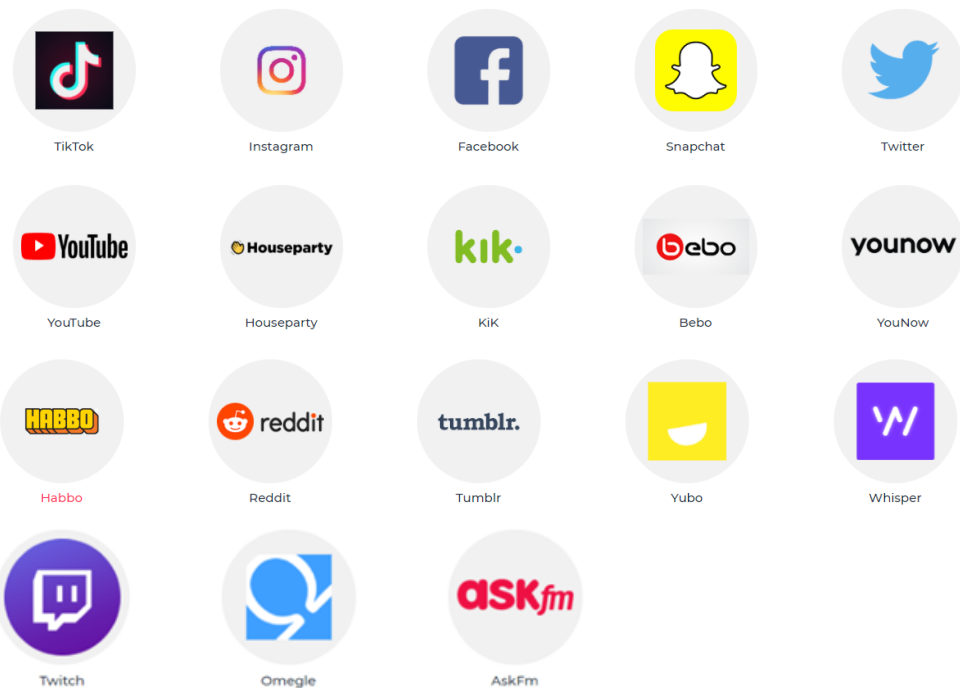 TikTok
Instagram
Facebook
Snapchat
Twitter
YouTube
Houseparty
kik
bebo
younow
YouTube
Houseparty
KiK
Bebo
YouNow
HABBO
reddit
tumblr.
Habbo
Reddit
Tumblr
Yubo
Whisper
askfm
Twitch
Omegle
AskFm